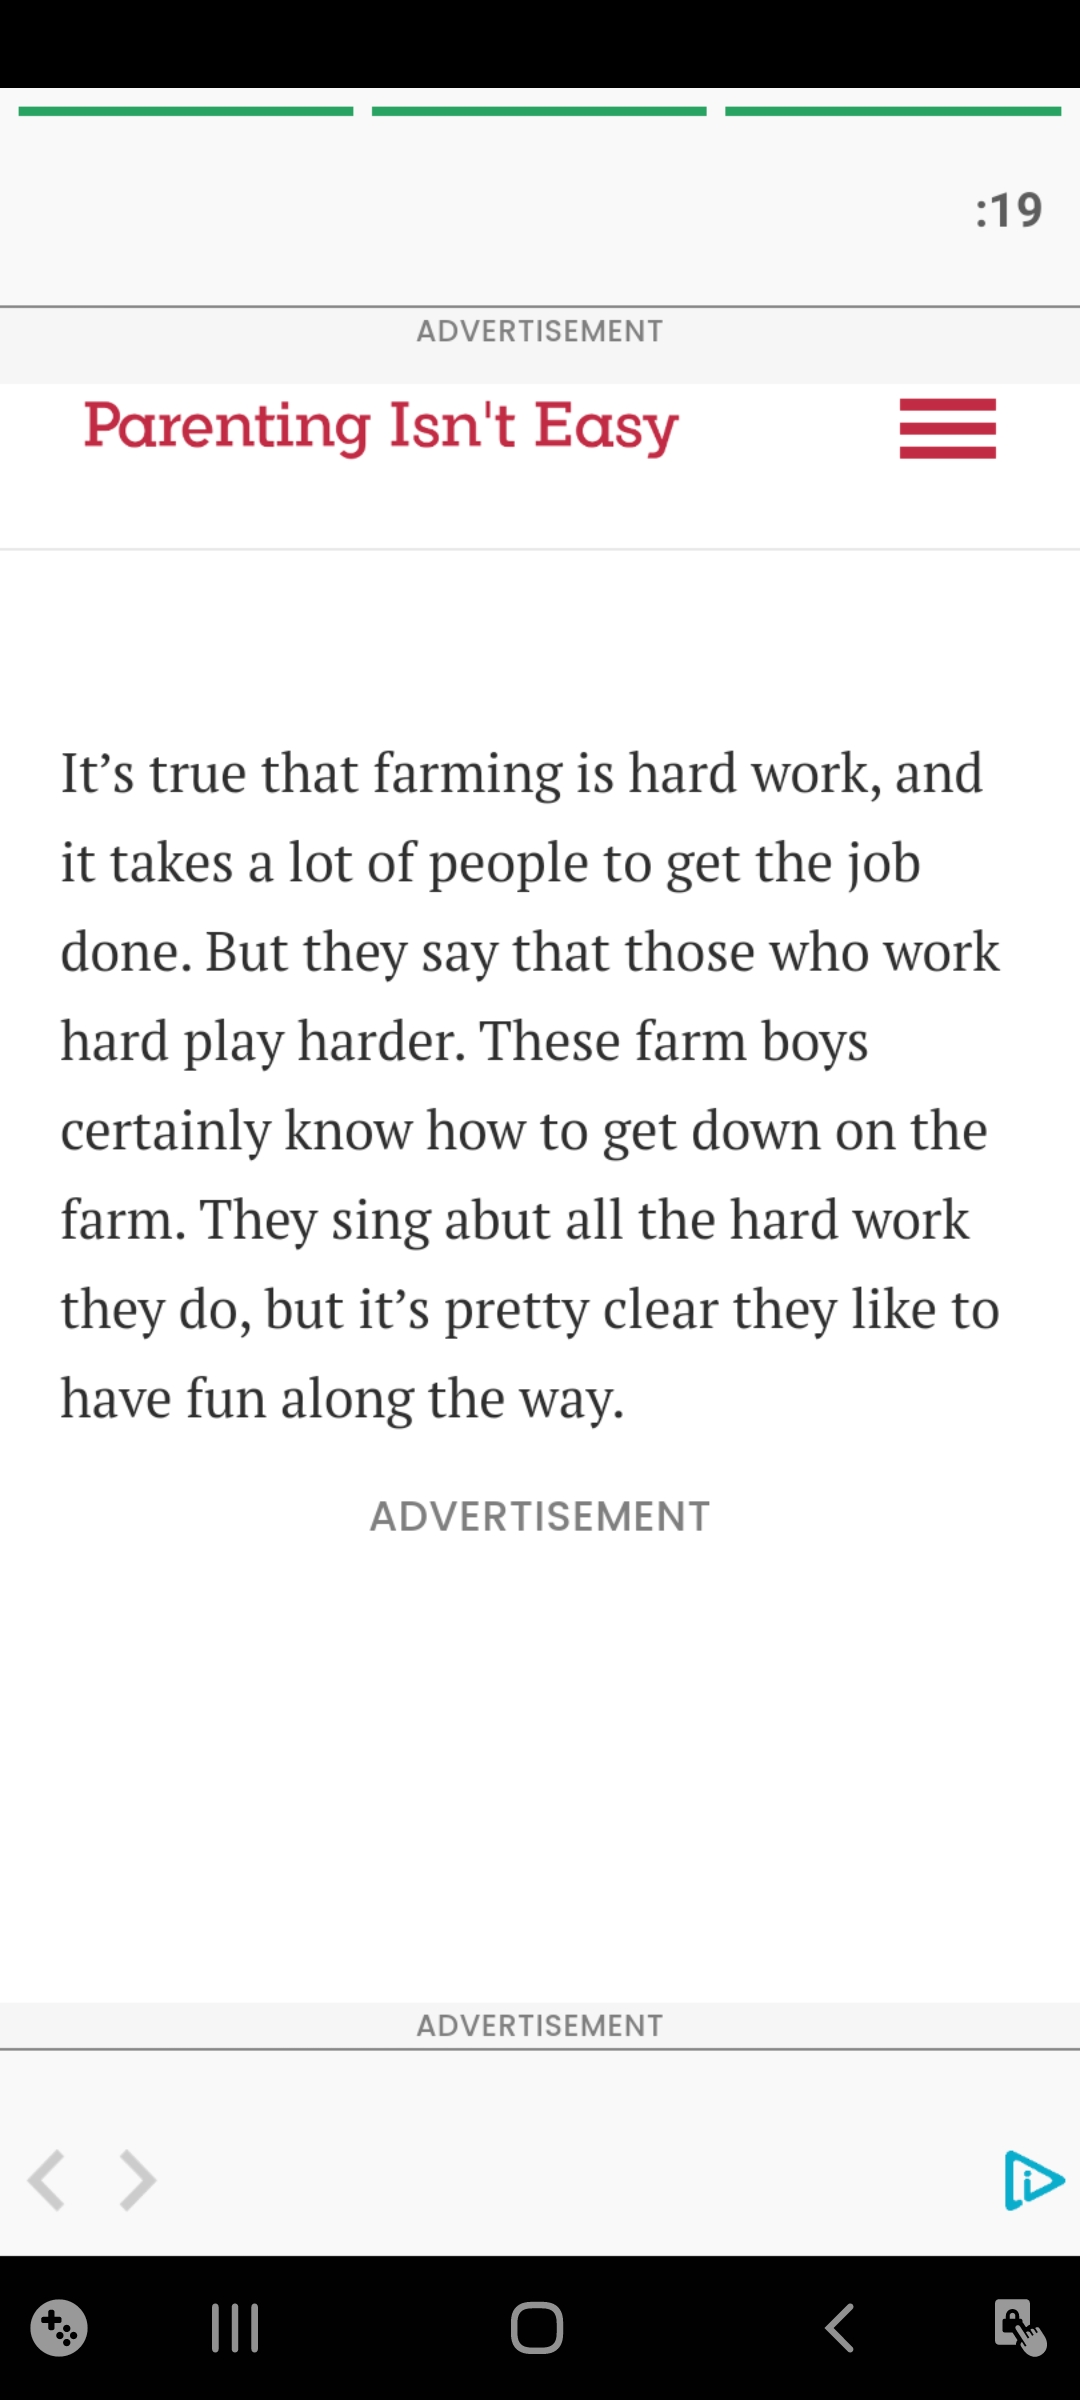 :19
ADVERTISEMENT
Parenting Isn't Easy
It’s true that farming is hard work, and
it takes a lot of people to get the job
done. But they say that those who work
hard play harder. These farm boys
certainly know how to get down on the
farm. They sing abut all the hard work
they do, but it’s pretty clear they like to
have fun along the way.
ADVERTISEMENT
ADVERTISEMENT